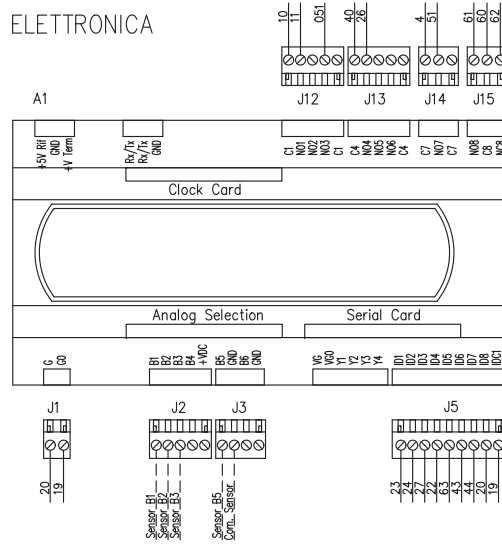 ELETTRONICA
10 11 051 40 26 4 51 61 60 62
A1 J12 J13 J14 J15
+5V Rif GND +V Term Rx/Tx Rx/Tx GND C1 NO1 NO2 NO3 C1 C4 NO4 NO5 NO6 C4 C7 NO7 C7 NO8 C8 NC8
Clock Card
Analog Selection Serial Card
G G0 B1 B2 B3 B4 +VDC B5 GND B6 GND VG VG0 Y1 Y2 Y3 Y4 ID1 ID2 ID3 ID4 ID5 ID6 ID7 ID8 IDC1
J1 J2 J3 J5
20 19 Sensor B1 Sensor B2 Sensor B3 Sensor B5 Com. Sensor 23 24 27 22 63 43 44 20 19